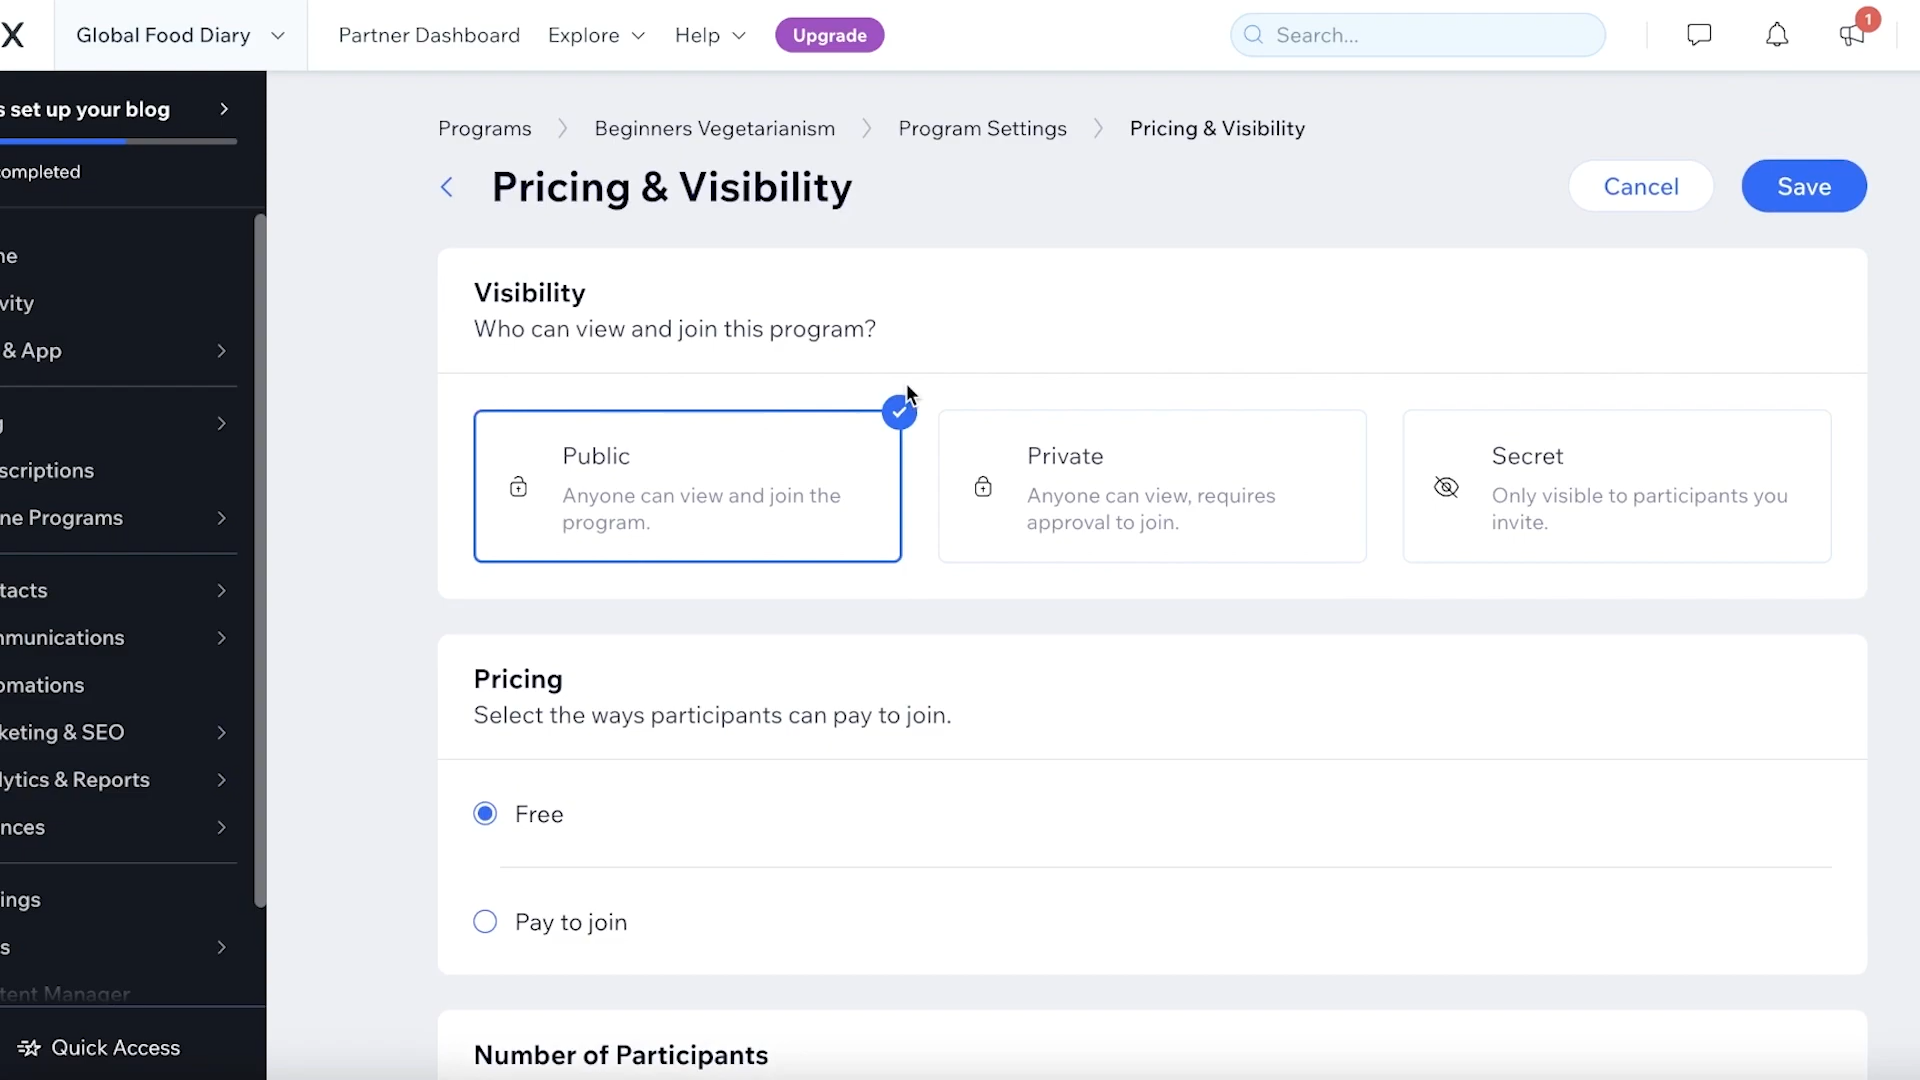 X
Global Food Diary
Partner Dashboard
Explore
Help
Upgrade
Search...
1
s set up your blog
ompleted
ne
vity
& App
g
scriptions
ne Programs
tacts
mmunications
omations
keting & SEO
lytics & Reports
nces
ings
s
tent Manager
Quick Access
Programs
Beginners Vegetarianism
Program Settings
Pricing & Visibility
Pricing & Visibility
Cancel
Save
Visibility
Who can view and join this program?
Public
Anyone can view and join the
program.
Private
Anyone can view, requires
approval to join.
Secret
Only visible to participants you
invite.
Pricing
Select the ways participants can pay to join.
Free
Pay to join
Number of Participants